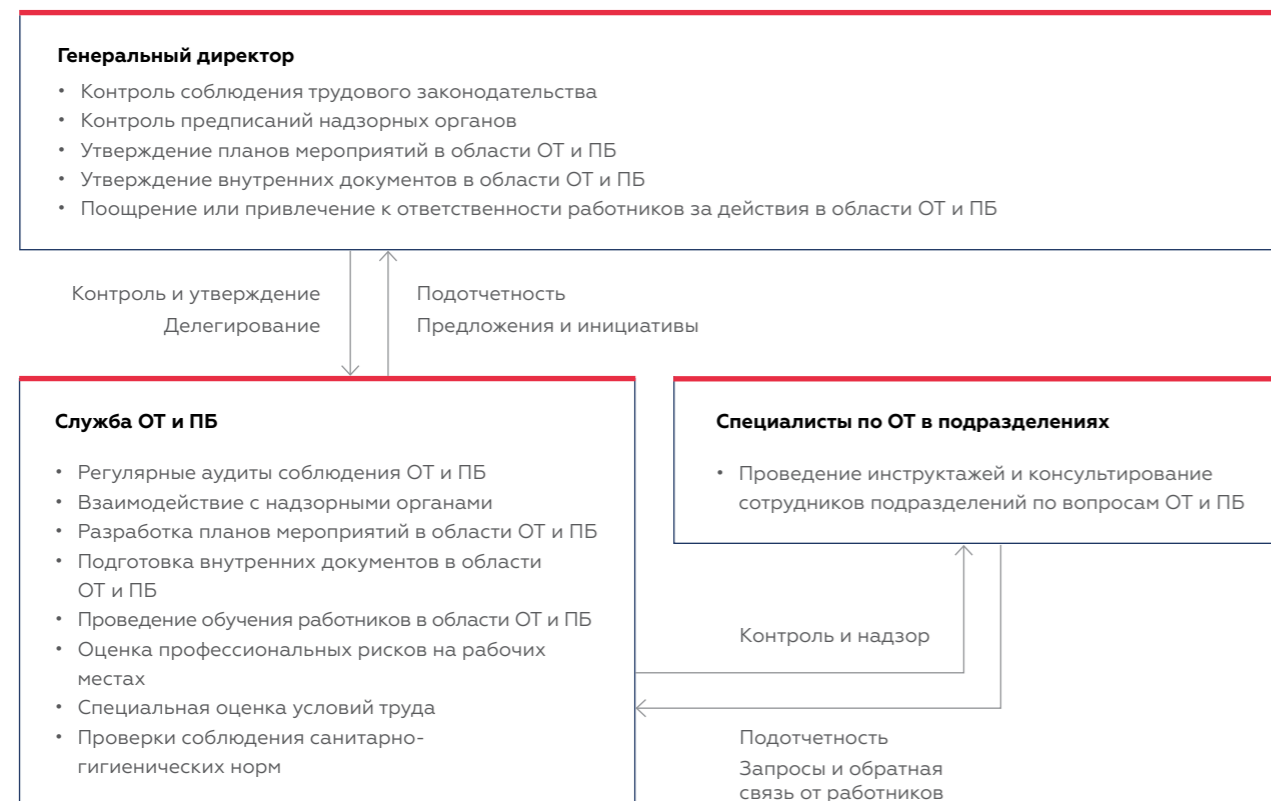 Генеральный директор
• Контроль соблюдения трудового законодательства
• Контроль предписаний надзорных органов
• Утверждение планов мероприятий в области ОТ и ПБ
• Утверждение внутренних документов в области ОТ и ПБ
• Поощрение или привлечение к ответственности работников за действия в области ОТ и ПБ
Контроль и утверждение
Делегирование
Подотчетность
Предложения и инициативы
Служба ОТ и ПБ
• Регулярные аудиты соблюдения ОТ и ПБ
• Взаимодействие с надзорными органами
• Разработка планов мероприятий в области ОТ и ПБ
• Подготовка внутренних документов в области
ОТ и ПБ
• Проведение обучения работников в области ОТ и ПБ
• Оценка профессиональных рисков на рабочих
местах
• Специальная оценка условий труда
• Проверки соблюдения санитарно-
гигиенических норм
Специалисты по ОТ в подразделениях
• Проведение инструктажей и консультирование
сотрудников подразделений по вопросам ОТ и ПБ
Контроль и надзор
Подотчетность
Запросы и обратная
связь от работников